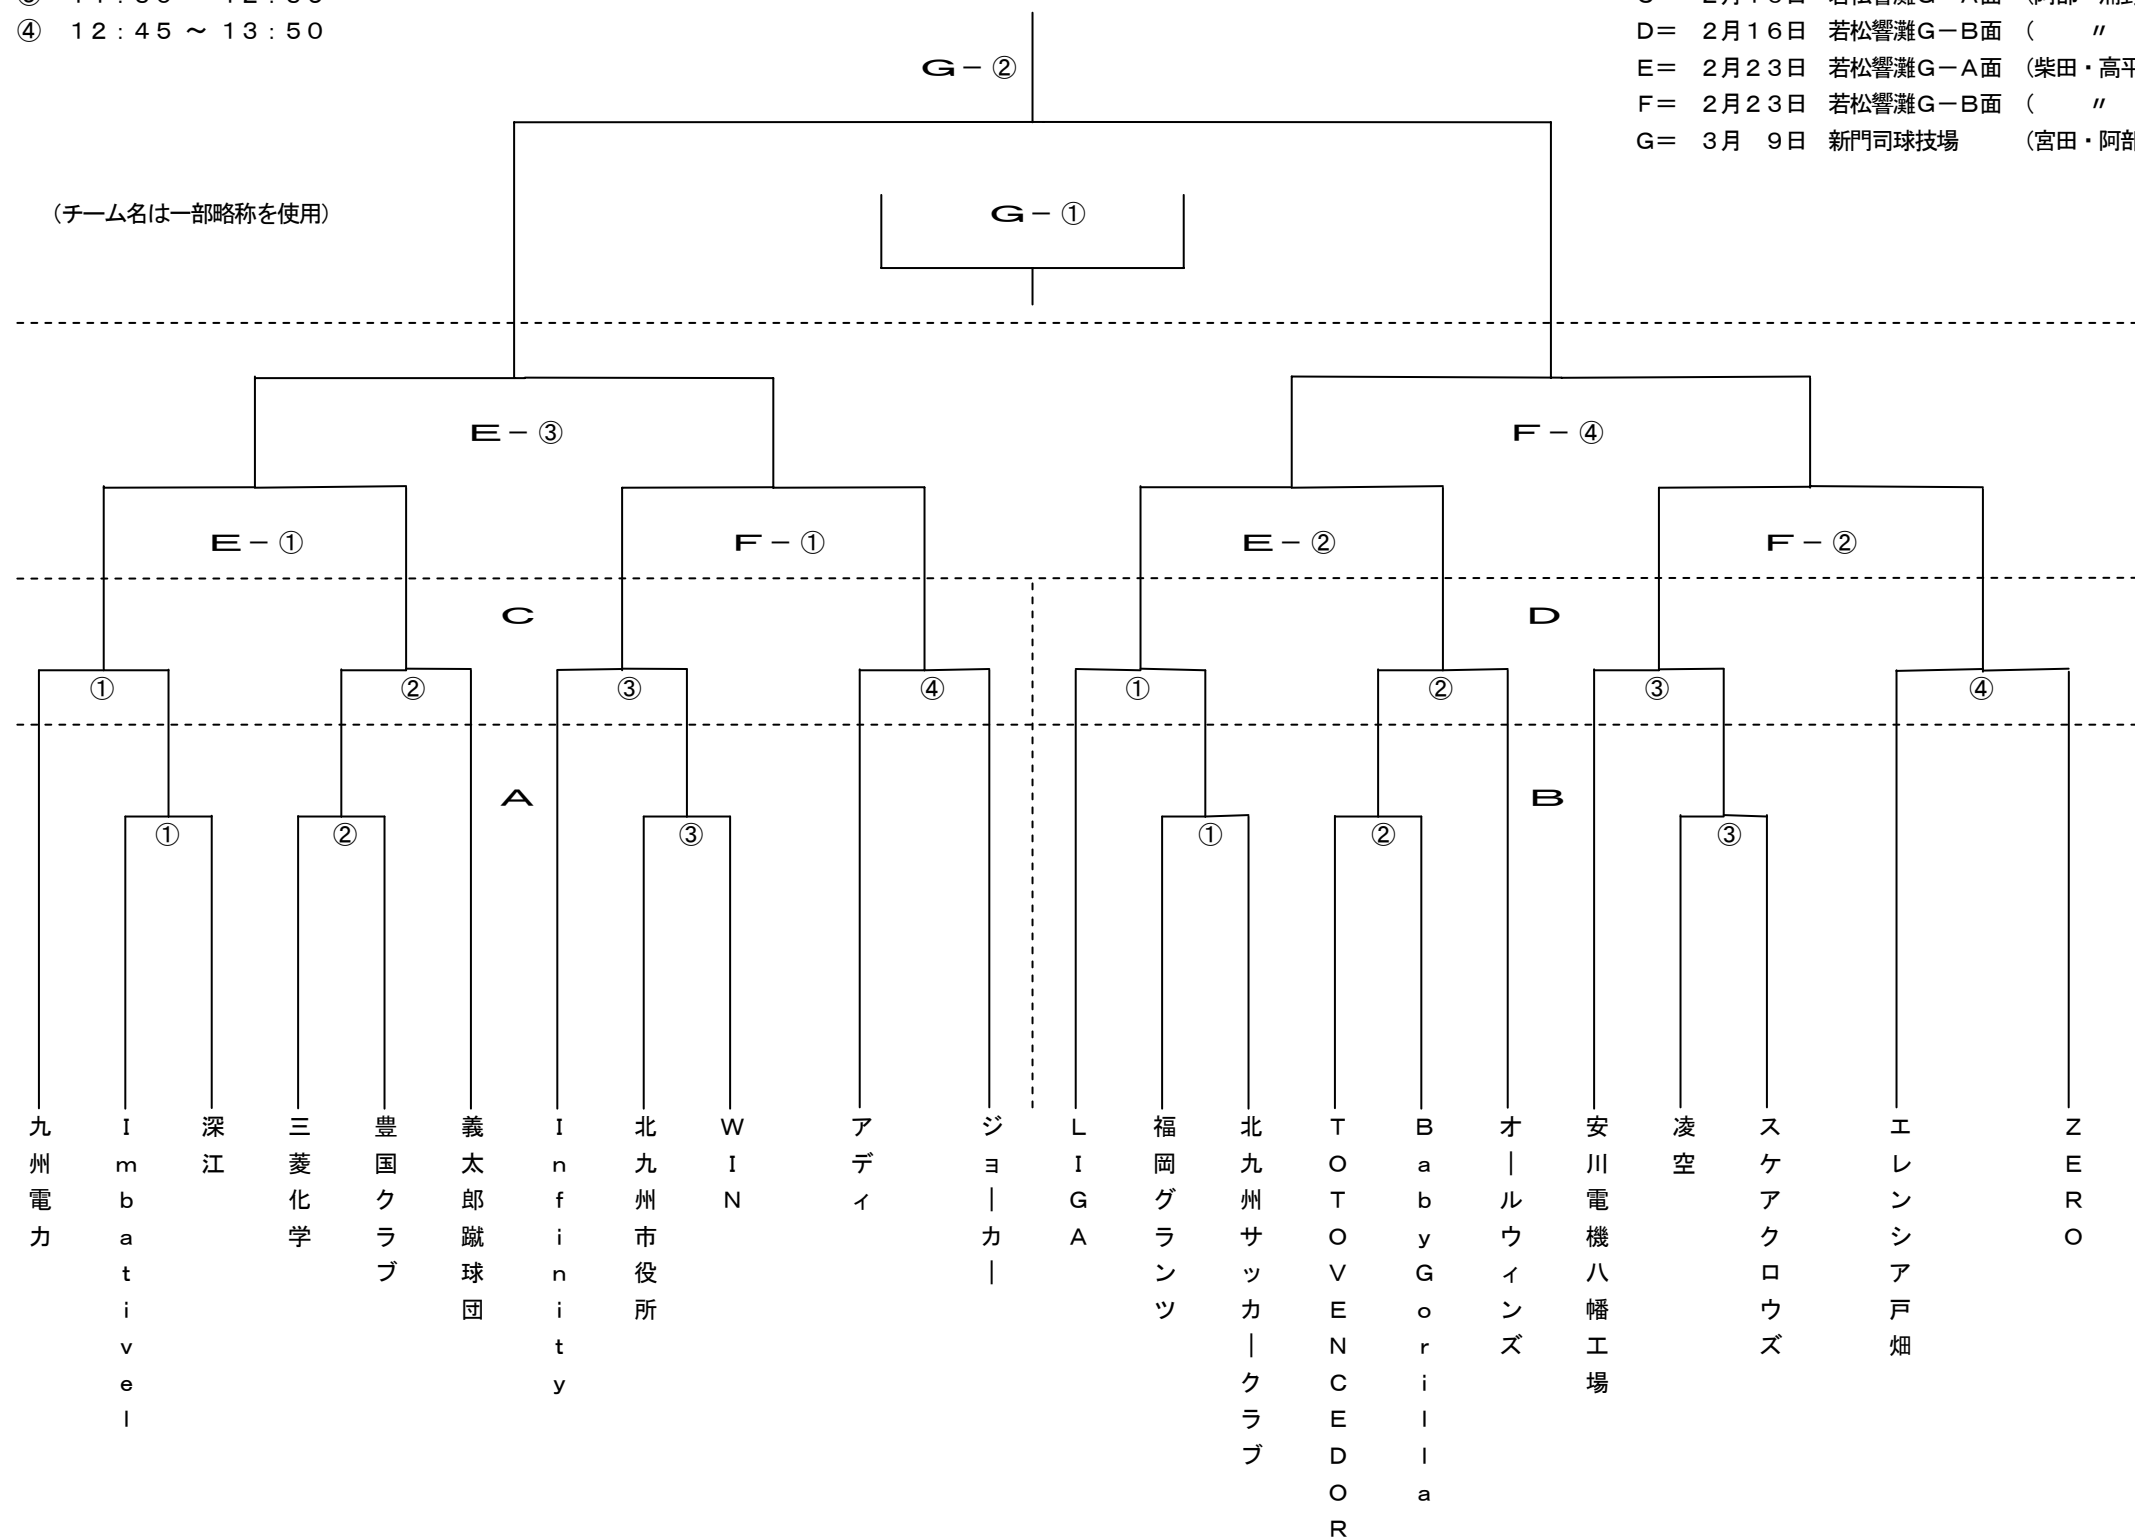 ④　１２：４５ ～ １３：５０
D＝　２月１６日　若松響灘G－B面　（　　〃
E＝　２月２３日　若松響灘G－A面　（柴田・高平
F＝　２月２３日　若松響灘G－B面　（　　〃
G＝　３月　９日　新門司球技場　　　（宮田・阿部
G－②
（チーム名は一部略称を使用）
G－①
E－③
F－④
E－①
F－①
E－②
F－②
C
D
①
②
③
④
①
②
③
④
A
B
①
②
③
①
②
③
九州電力
Imbativel
深江
三菱化学
豊国クラブ
義太郎蹴球団
Infinity
北九州市役所
WIN
アディ
ジョーカー
LIGA
福岡グランツ
北九州サッカークラブ
TOTOVENCEDOR
BabyGorilla
オールウィンズ
安川電機八幡工場
凌空
スケアクロウズ
エレンシア戸畑
ZERO